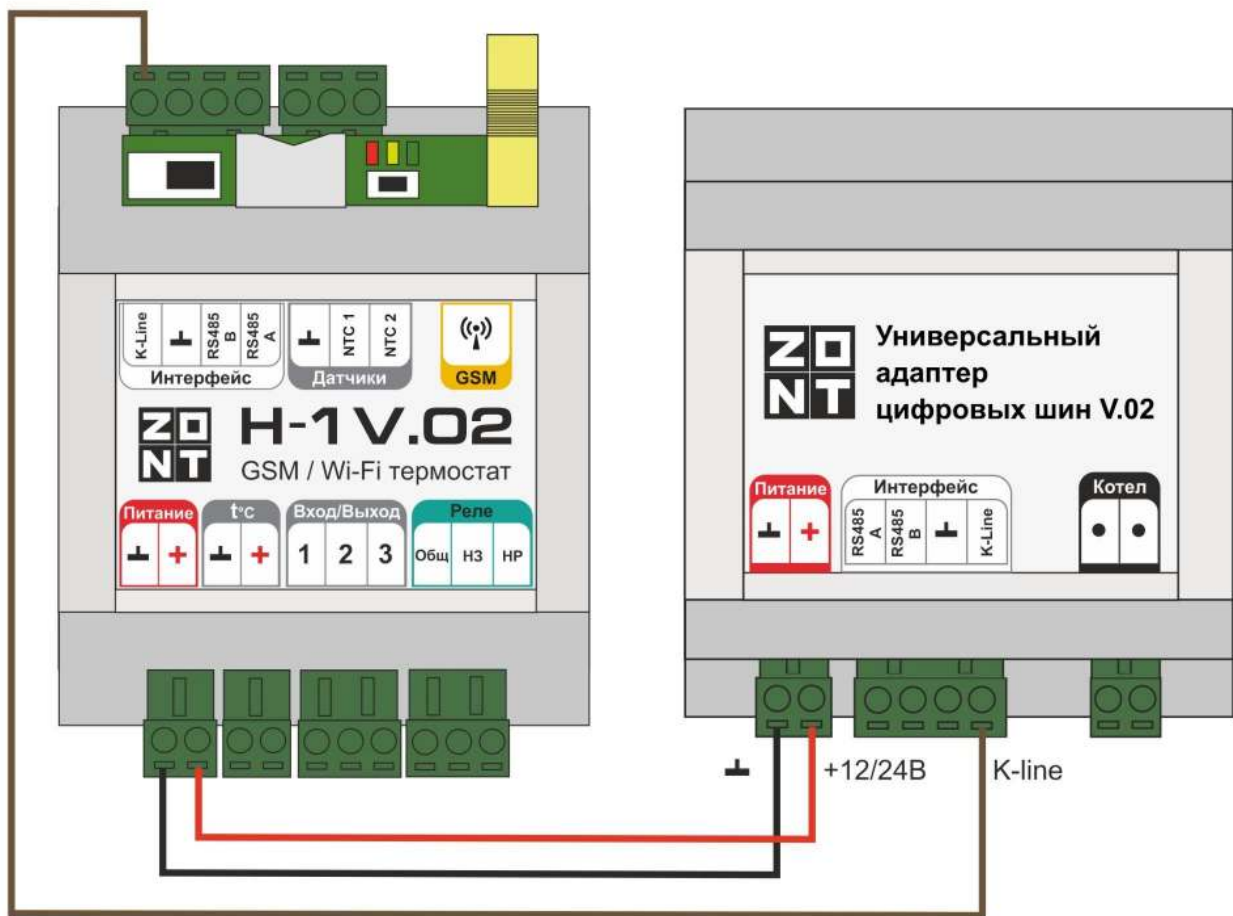 K-Line
RS485 B
RS485 A
Интерфейс
NTC 1
NTC 2
Датчики
GSM
ZONT
H-1 V.02
GSM / Wi-Fi термостат
Питание
+
t°C
+
Вход/Выход
1 2 3
Реле
Общ НЗ НР
ZONT
Универсальный
адаптер
цифровых шин V.02
Питание
+
Интерфейс
RS485 A
RS485 B
K-Line
Котел
+12/24В
K-line